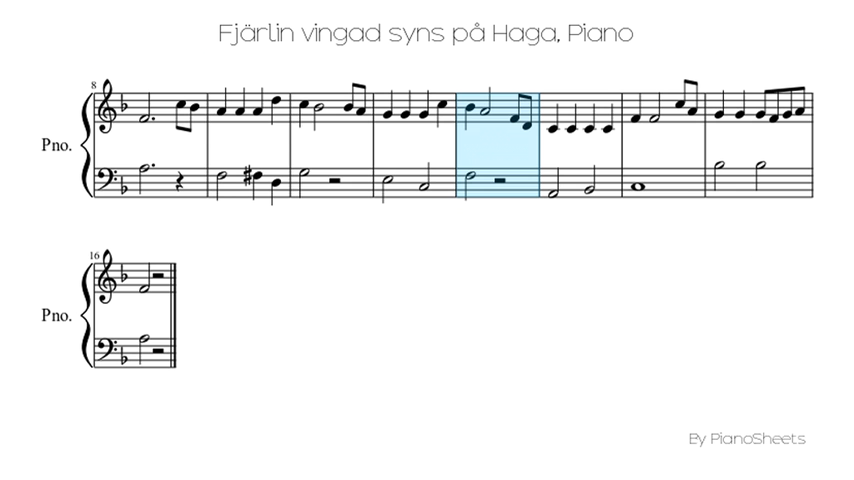 Fjärlin vingad syns på Haga, Piano
8
Pno.
16
Pno.
By PianoSheets